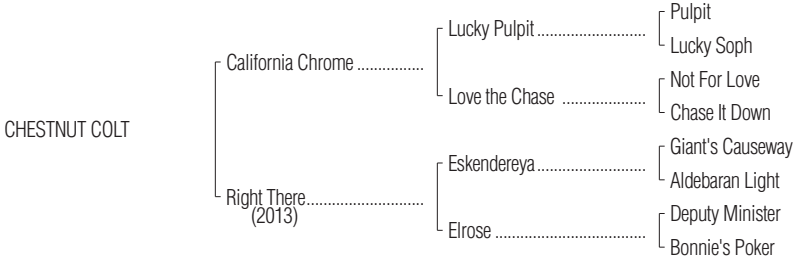 Pulpit
Lucky Pulpit ..........................
Lucky Soph
California Chrome ................
Not For Love
Love the Chase ....................
Chase It Down
CHESTNUT COLT
Giant's Causeway
Eskendereya ..........................
Aldebaran Light
Right There............................
(2013)
Deputy Minister
Elrose ....................................
Bonnie's Poker